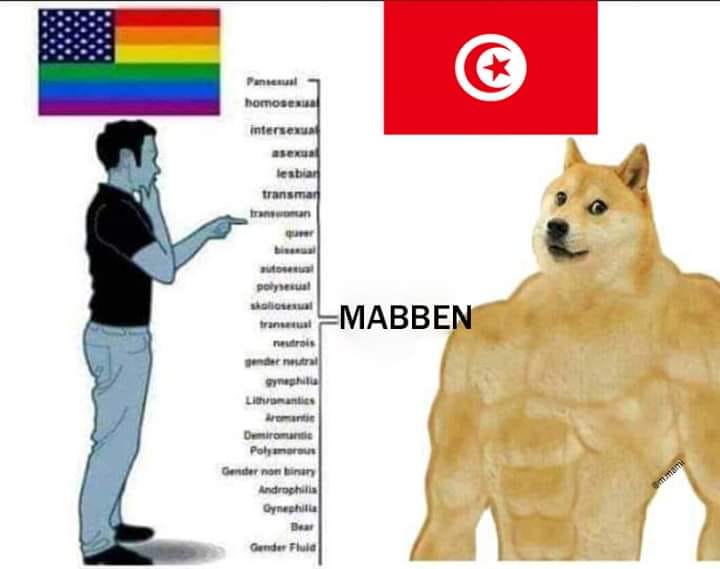 Pansexual
homosexual
intersexual
asexual
lesbian
transman
transwoman
queer
bisexual
autosexual
polysexual
skoliosexual
transexual
neutrois
gender neutral
gynephilia
Lithromantics
Aromantic
Demiromantic
Polyamorous
Gender non binary
Androphilia
Gynephilia
Bear
Gender Fluid
MABBEN
@m.mami